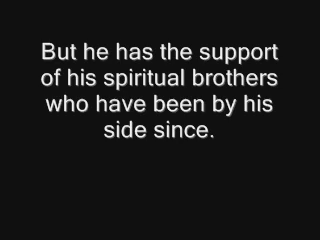 But he has the support
of his spiritual brothers
who have been by his
side since.